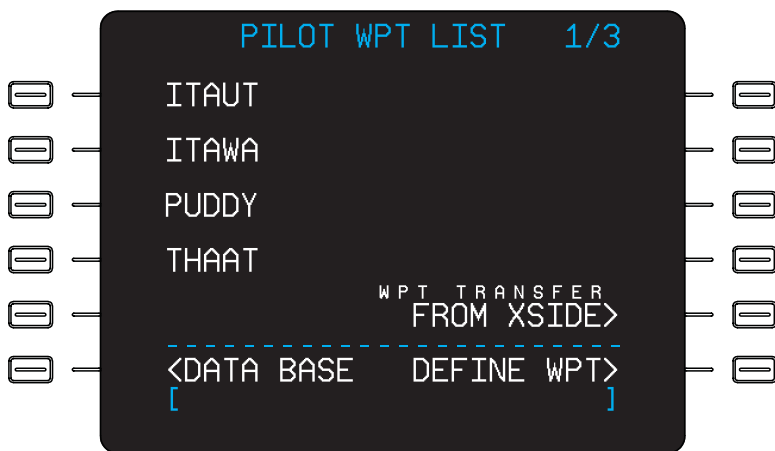 PILOT WPT LIST 1/3
ITAUT
ITAWA
PUDDY
THAAT
WPT TRANSFER
FROM XSIDE>
<DATA BASE DEFINE WPT>
[ ]